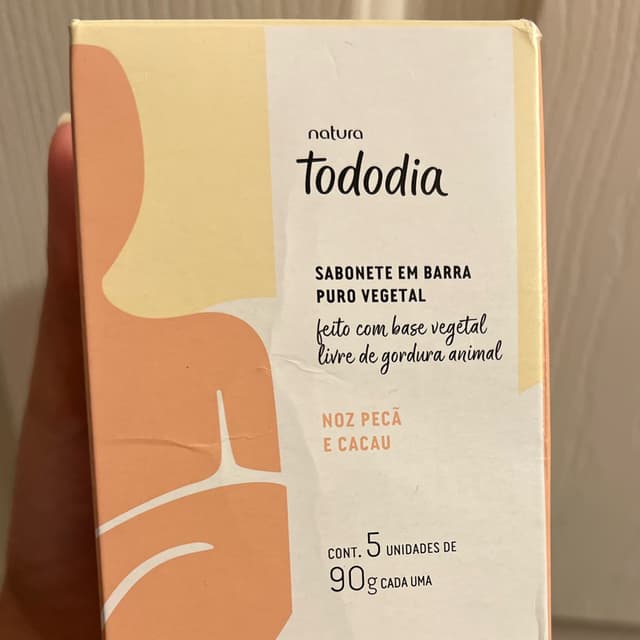 natura
Tododia
SABONETE EM BARRA
PURO VEGETAL
feito com base vegetal
livre de gordura animal
NOZ PECÃ
E CACAU
CONT. 5 UNIDADES DE
90g CADA UMA